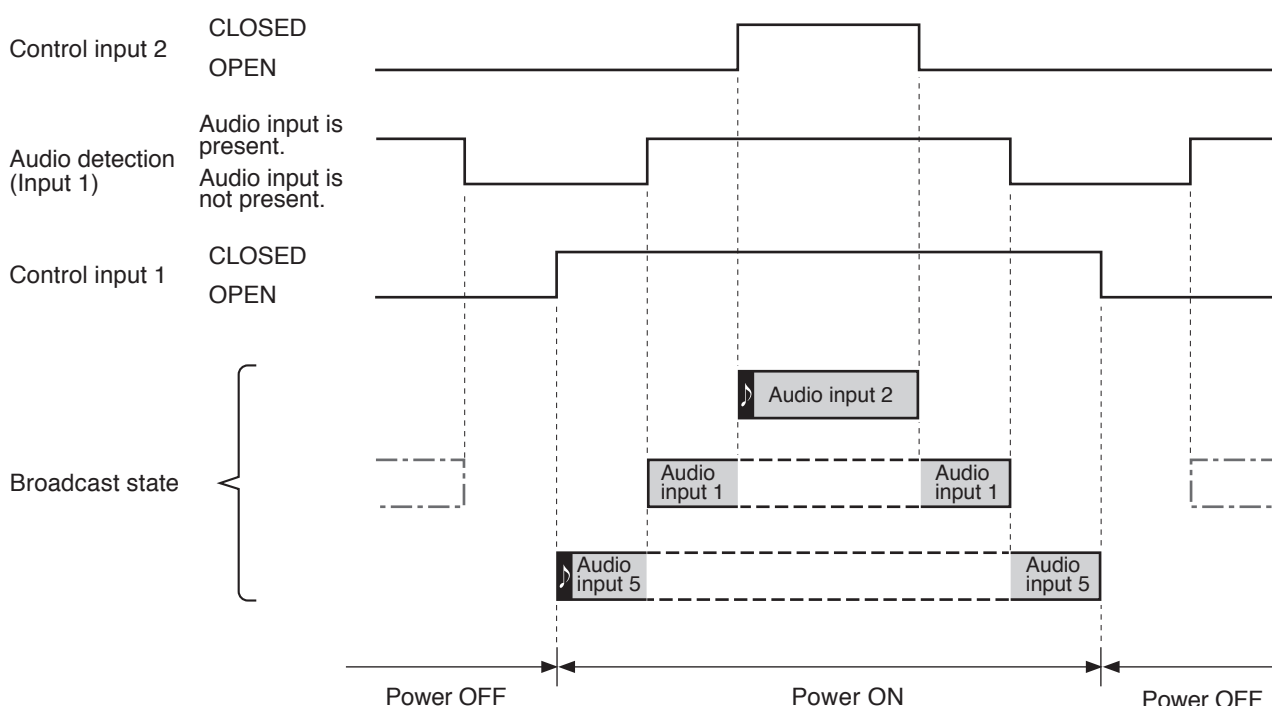 Control input 2
CLOSED
OPEN
Audio detection
(Input 1)
Audio input is
present.
Audio input is
not present.
Control input 1
CLOSED
OPEN
Broadcast state
♪ Audio input 2
Audio
input 1
Audio
input 1
♪ Audio
input 5
Audio
input 5
Power OFF
Power ON
Power OFF